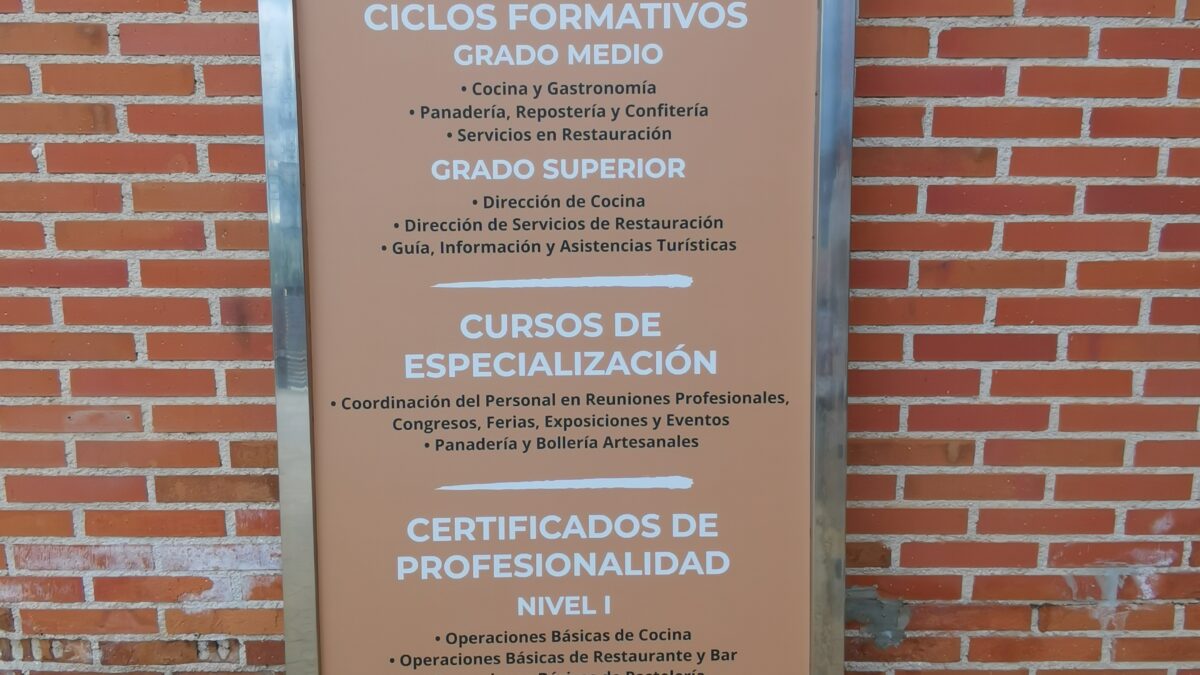 CICLOS FORMATIVOS
GRADO MEDIO
• Cocina y Gastronomía
• Panadería, Repostería y Confitería
• Servicios en Restauración
GRADO SUPERIOR
• Dirección de Cocina
• Dirección de Servicios de Restauración
• Guía, Información y Asistencias Turísticas
CURSOS DE
ESPECIALIZACIÓN
• Coordinación del Personal en Reuniones Profesionales,
Congresos, Ferias, Exposiciones y Eventos
• Panadería y Bollería Artesanales
CERTIFICADOS DE
PROFESIONALIDAD
NIVEL I
• Operaciones Básicas de Cocina
• Operaciones Básicas de Restaurante y Bar